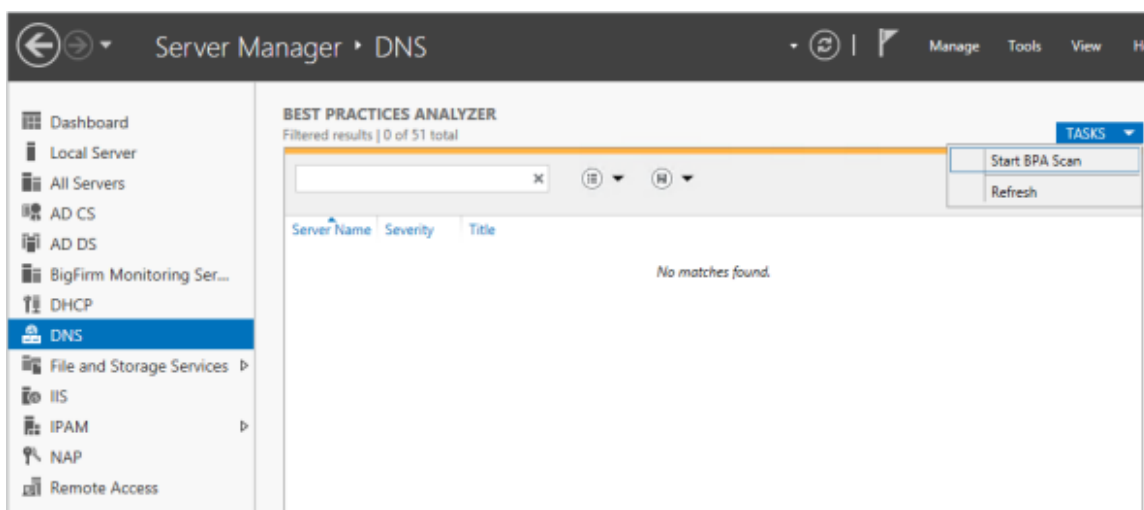 Server Manager ‣ DNS
Manage Tools View H
Dashboard
Local Server
All Servers
AD CS
AD DS
BigFirm Monitoring Ser...
DHCP
DNS
File and Storage Services
IIS
IPAM
NAP
Remote Access
BEST PRACTICES ANALYZER
Filtered results | 0 of 51 total
TASKS
Start BPA Scan
Refresh
Server Name Severity Title
No matches found.